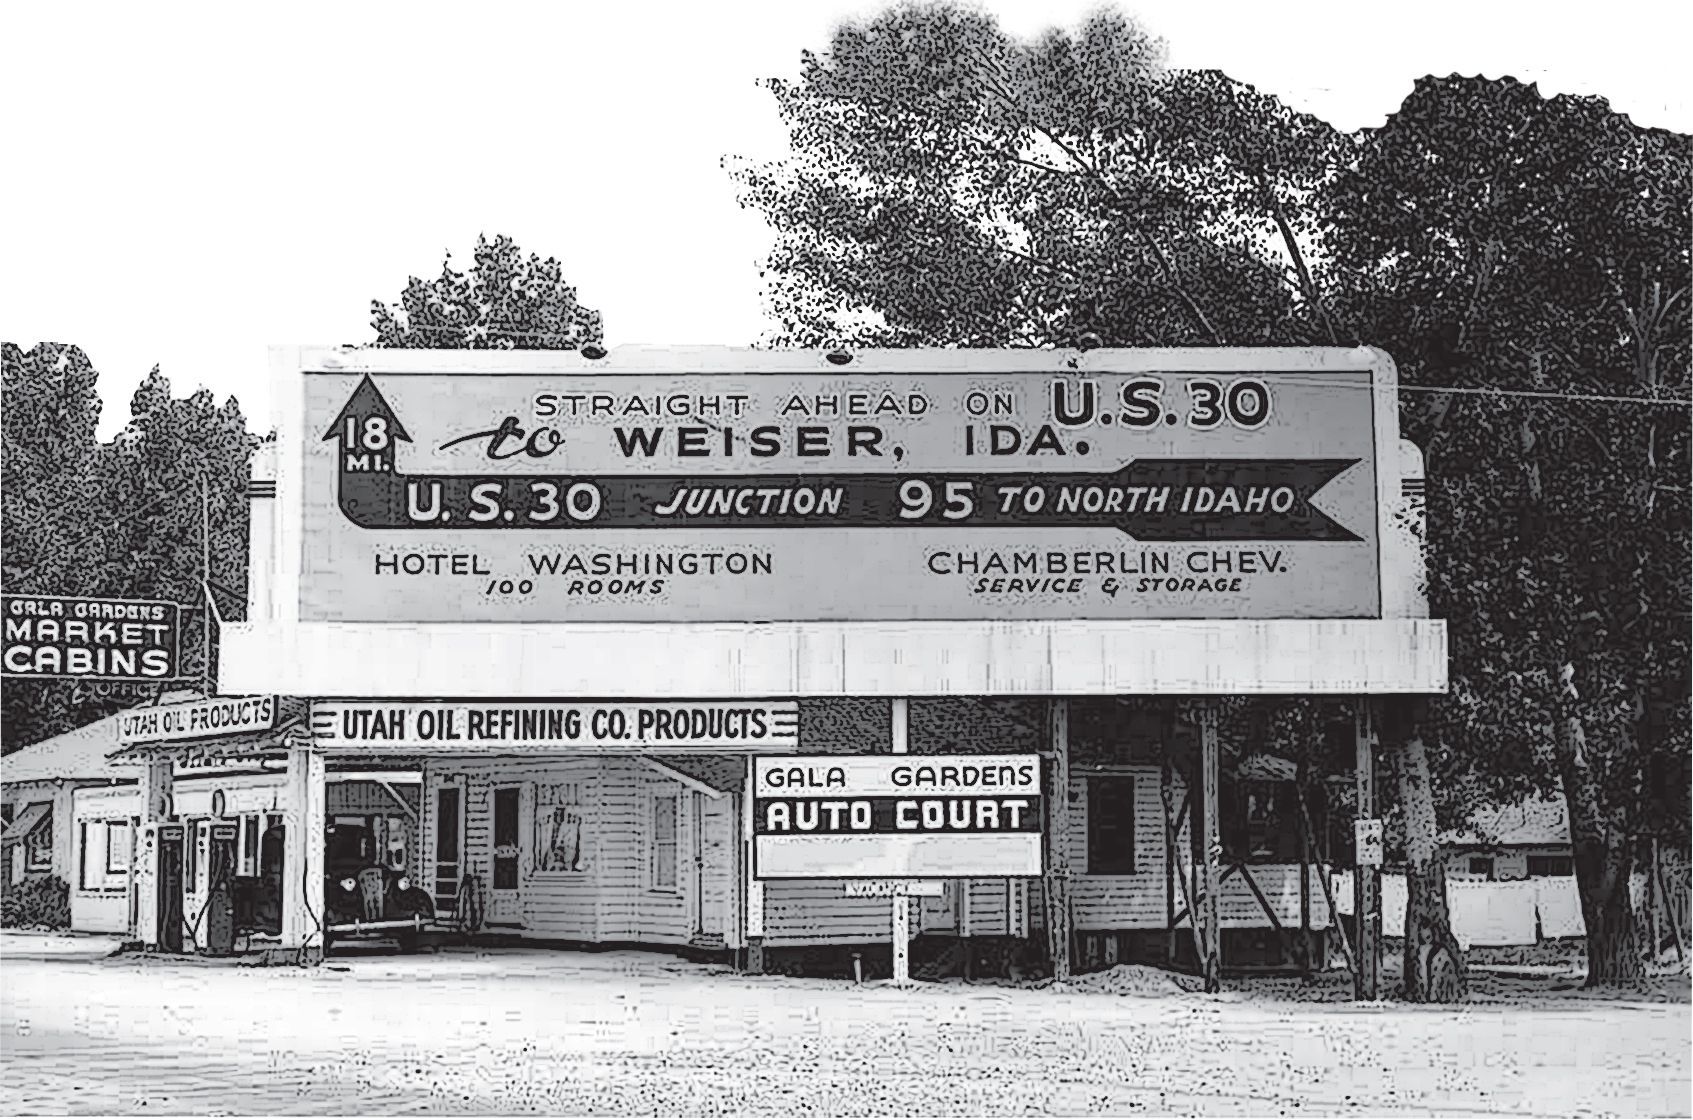 STRAIGHT AHEAD ON U.S. 30
18 MI.
to WEISER, IDA.
U.S. 30 JUNCTION 95 TO NORTH IDAHO
HOTEL WASHINGTON
100 ROOMS
CHAMBERLIN CHEV.
SERVICE & STORAGE
GALA GARDENS
MARKET
CABINS
OFFICE
UTAH OIL PRODUCTS
UTAH OIL REFINING CO. PRODUCTS
GALA GARDENS
AUTO COURT